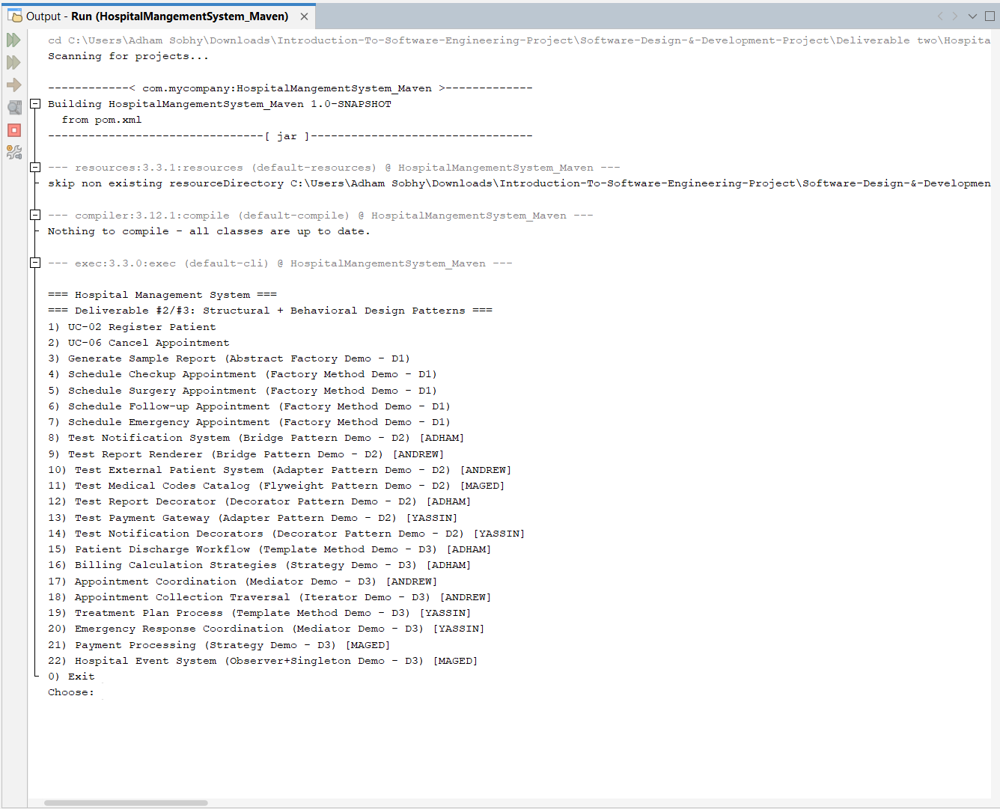 Output - Run (HospitalMangementSystem_Maven)
cd C:\Users\Adham Sobhy\Downloads\Introduction-To-Software-Engineering-Project\Software-Design-&-Development-Project\Deliverable two\Hospita
Scanning for projects...
------------< com.mycompany:HospitalMangementSystem_Maven >-------------
Building HospitalMangementSystem_Maven 1.0-SNAPSHOT
  from pom.xml
--------------------------------[ jar ]---------------------------------
--- resources:3.3.1:resources (default-resources) @ HospitalMangementSystem_Maven ---
skip non existing resourceDirectory C:\Users\Adham Sobhy\Downloads\Introduction-To-Software-Engineering-Project\Software-Design-&-Developmen
--- compiler:3.12.1:compile (default-compile) @ HospitalMangementSystem_Maven ---
Nothing to compile - all classes are up to date.
--- exec:3.3.0:exec (default-cli) @ HospitalMangementSystem_Maven ---
=== Hospital Management System ===
=== Deliverable #2/#3: Structural + Behavioral Design Patterns ===
1) UC-02 Register Patient
2) UC-06 Cancel Appointment
3) Generate Sample Report (Abstract Factory Demo - D1)
4) Schedule Checkup Appointment (Factory Method Demo - D1)
5) Schedule Surgery Appointment (Factory Method Demo - D1)
6) Schedule Follow-up Appointment (Factory Method Demo - D1)
7) Schedule Emergency Appointment (Factory Method Demo - D1)
8) Test Notification System (Bridge Pattern Demo - D2) [ADHAM]
9) Test Report Renderer (Bridge Pattern Demo - D2) [ANDREW]
10) Test External Patient System (Adapter Pattern Demo - D2) [ANDREW]
11) Test Medical Codes Catalog (Flyweight Pattern Demo - D2) [MAGED]
12) Test Report Decorator (Decorator Pattern Demo - D2) [ADHAM]
13) Test Payment Gateway (Adapter Pattern Demo - D2) [YASSIN]
14) Test Notification Decorators (Decorator Pattern Demo - D2) [YASSIN]
15) Patient Discharge Workflow (Template Method Demo - D3) [ADHAM]
16) Billing Calculation Strategies (Strategy Demo - D3) [ADHAM]
17) Appointment Coordination (Mediator Demo - D3) [ANDREW]
18) Appointment Collection Traversal (Iterator Demo - D3) [ANDREW]
19) Treatment Plan Process (Template Method Demo - D3) [YASSIN]
20) Emergency Response Coordination (Mediator Demo - D3) [YASSIN]
21) Payment Processing (Strategy Demo - D3) [MAGED]
22) Hospital Event System (Observer+Singleton Demo - D3) [MAGED]
0) Exit
Choose: